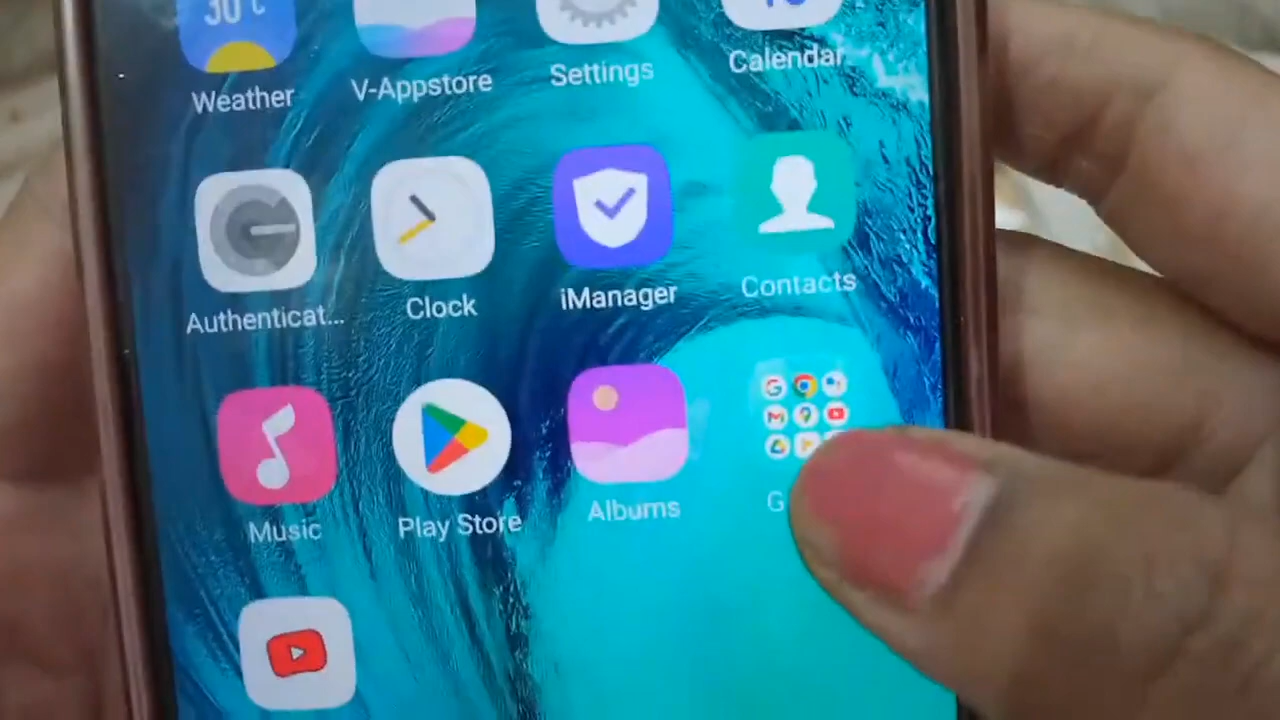 30°C
Weather
V-Appstore
Settings
Calendar
Authenticat...
Clock
iManager
Contacts
Music
Play Store
Albums
G